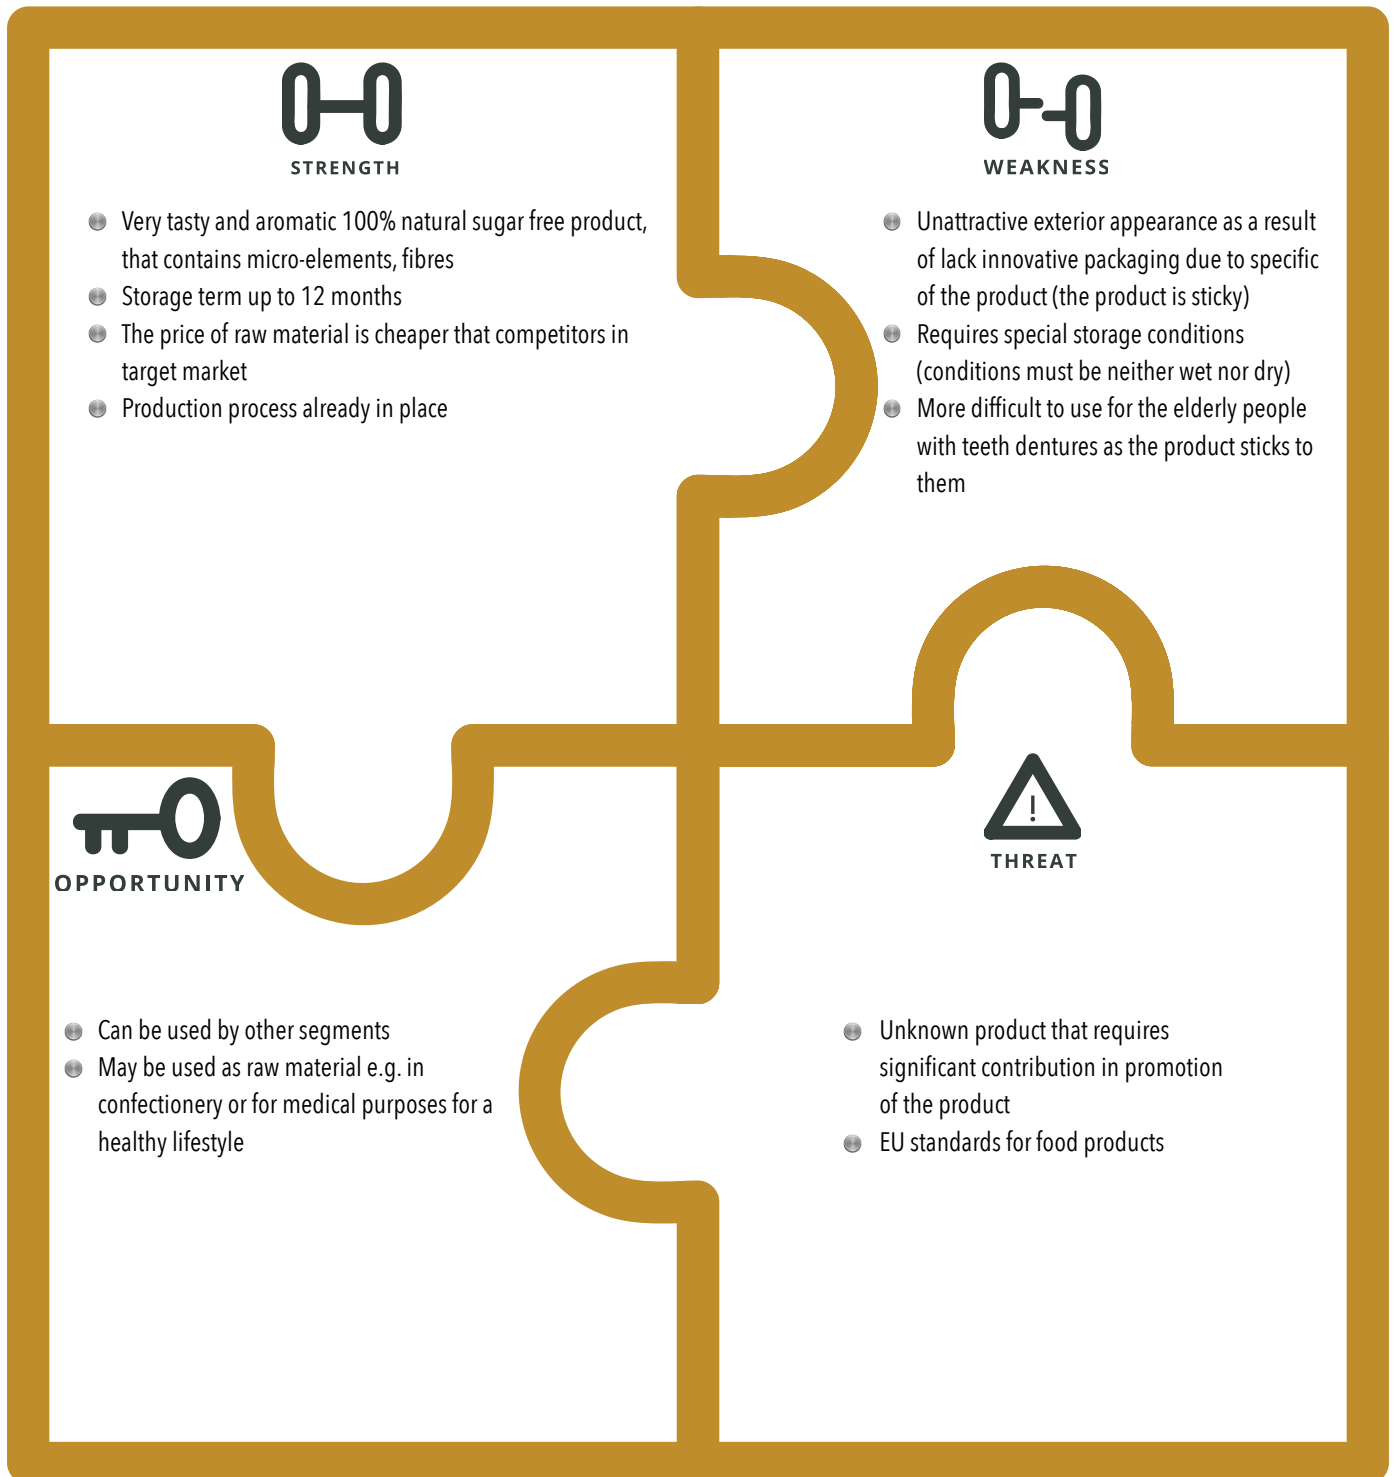 STRENGTH
Very tasty and aromatic 100% natural sugar free product,
that contains micro-elements, fibres
Storage term up to 12 months
The price of raw material is cheaper that competitors in
target market
Production process already in place
WEAKNESS
Unattractive exterior appearance as a result
of lack innovative packaging due to specific
of the product (the product is sticky)
Requires special storage conditions
(conditions must be neither wet nor dry)
More difficult to use for the elderly people
with teeth dentures as the product sticks to
them
OPPORTUNITY
Can be used by other segments
May be used as raw material e.g. in
confectionery or for medical purposes for a
healthy lifestyle
!
THREAT
Unknown product that requires
significant contribution in promotion
of the product
EU standards for food products